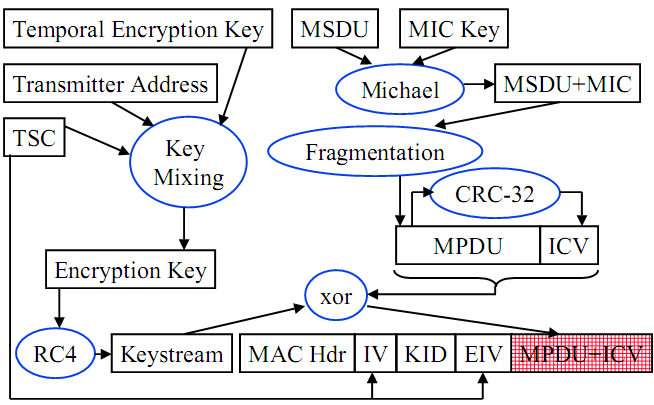 Temporal Encryption Key
MSDU
MIC Key
Transmitter Address
Michael
MSDU+MIC
TSC
Key
Mixing
Fragmentation
CRC-32
MPDU
ICV
Encryption Key
xor
RC4
Keystream
MAC Hdr
IV
KID
EIV
MPDU+ICV